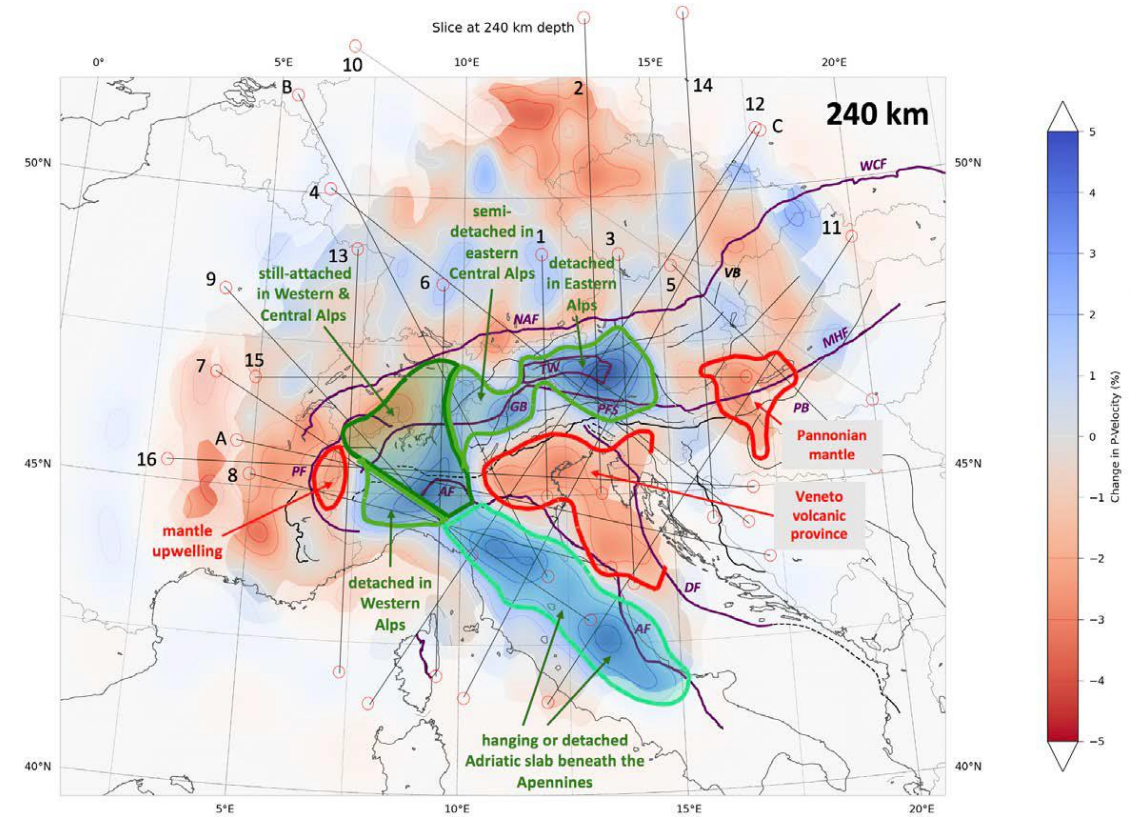 Slice at 240 km depth
0°
5°E
10°E
15°E
20°E
10
B
2
14
12
C
240 km
50°N
50°N
WCF
4
11
semi-
detached in
eastern
Central Alps
13
1
3
detached
in Eastern
Alps
5
VB
9
6
still-attached
in Western &
Central Alps
NAF
MHF
7
15
TW
GB
PFS
PB
Pannonian
mantle
A
16
8
45°N
45°N
PF
AF
Veneto
volcanic
province
mantle
upwelling
detached in
Western
Alps
DF
AF
hanging or detached
Adriatic slab beneath the
Apennines
40°N
40°N
5°E
10°E
15°E
20°E
5
4
3
2
1
0
−1
−2
−3
−4
−5
Change in P-Velocity (%)